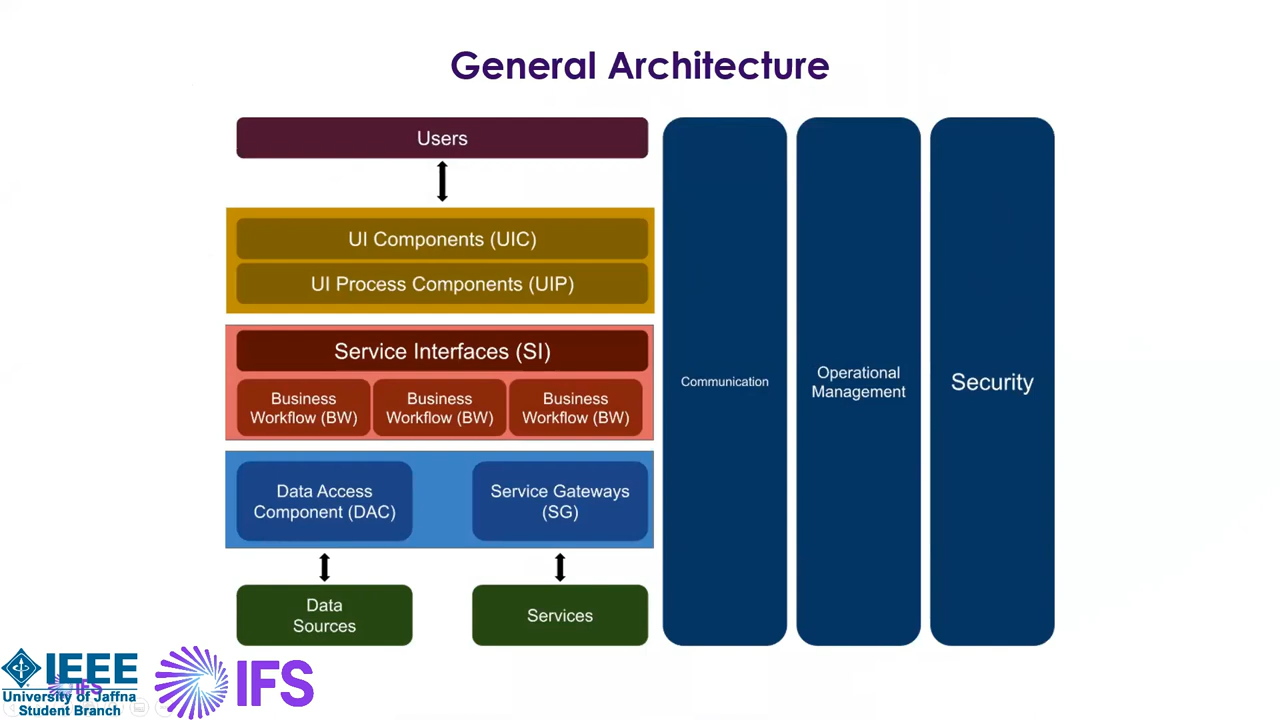 General Architecture
Users
UI Components (UIC)
UI Process Components (UIP)
Service Interfaces (SI)
Business
Workflow (BW)
Business
Workflow (BW)
Business
Workflow (BW)
Data Access
Component (DAC)
Service Gateways
(SG)
Data
Sources
Services
Communication
Operational
Management
Security
IEEE
IFS
University of Jaffna
Student Branch
IFS